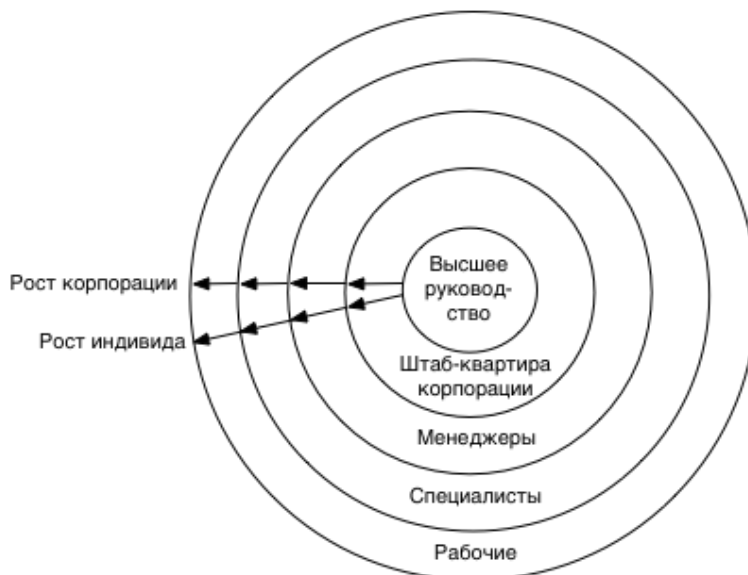 Высшее
руковод-
ство
Рост корпорации
Рост индивида
Штаб-квартира
корпорации
Менеджеры
Специалисты
Рабочие